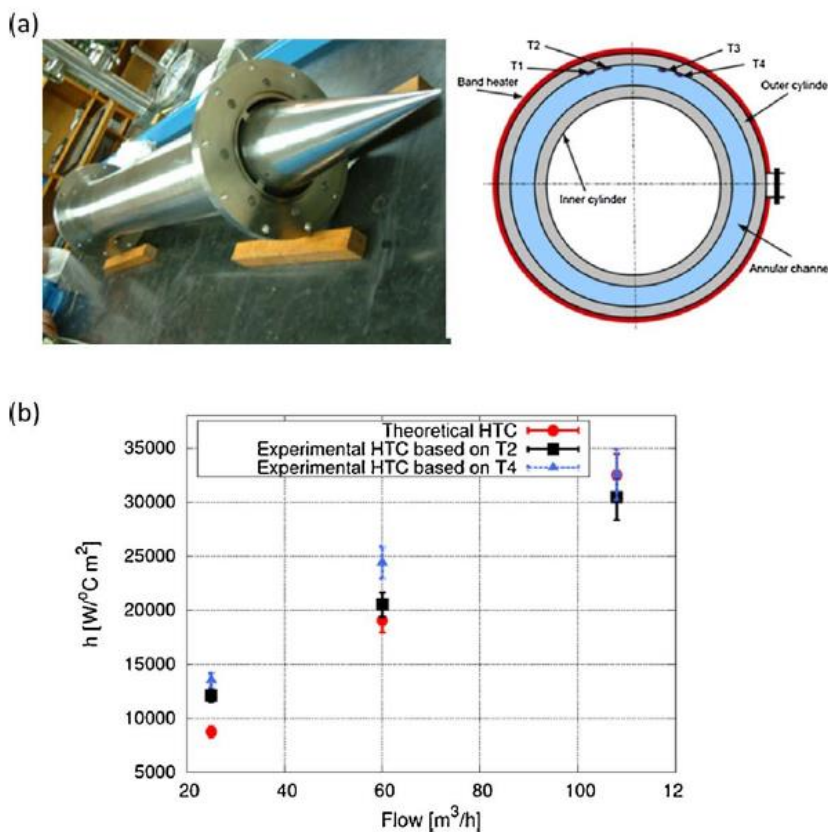 (a)
T2
T3
T1
T4
Band heater
Outer cylinde
Inner cylinder
Annular channe
(b)
Theoretical HTC
Experimental HTC based on T2
Experimental HTC based on T4
35000
30000
25000
20000
15000
10000
5000
h [W/°C m²]
20
40
60
80
100
12
Flow [m³/h]